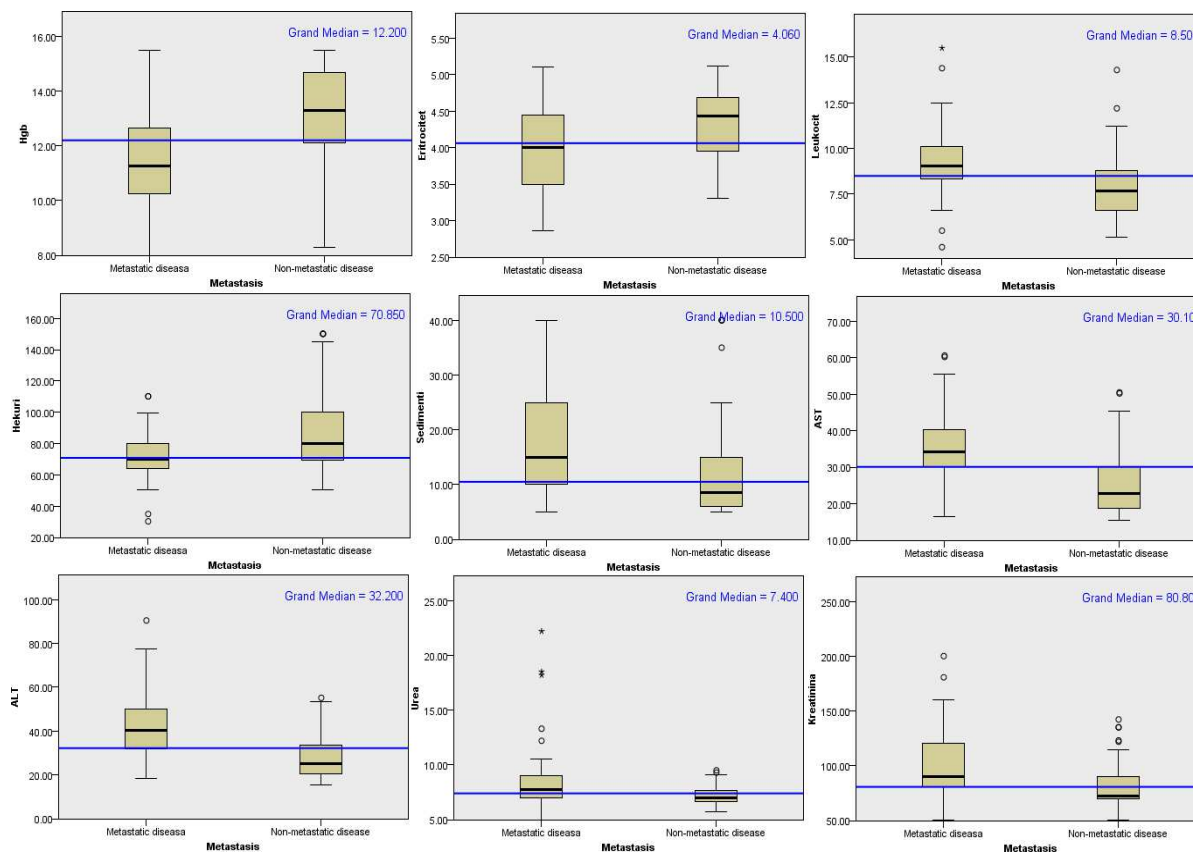 Grand Median = 12.200
16.00
14.00
12.00
10.00
8.00
Hgb
Metastatic diseasa
Non-metastatic disease
Metastasis
Grand Median = 4.060
5.50
5.00
4.50
4.00
3.50
3.00
2.50
Eritrocitet
Metastatic diseasa
Non-metastatic disease
Metastasis
Grand Median = 8.50
15.00
12.50
10.00
7.50
5.00
Leukocit
Metastatic diseasa
Non-metastatic disease
Metastasis
Grand Median = 70.850
160.00
140.00
120.00
100.00
80.00
60.00
40.00
20.00
Hekuri
Metastatic diseasa
Non-metastatic disease
Metastasis
Grand Median = 10.500
40.00
30.00
20.00
10.00
0.00
Sedimenti
Metastatic diseasa
Non-metastatic disease
Metastasis
Grand Median = 30.10
70.00
60.00
50.00
40.00
30.00
20.00
10.00
AST
Metastatic diseasa
Non-metastatic disease
Metastasis
Grand Median = 32.200
100.00
80.00
60.00
40.00
20.00
0.00
ALT
Metastatic diseasa
Non-metastatic disease
Metastasis
Grand Median = 7.400
25.00
20.00
15.00
10.00
5.00
Urea
Metastatic diseasa
Non-metastatic disease
Metastasis
Grand Median = 80.80
250.00
200.00
150.00
100.00
50.00
Kreatinina
Metastatic diseasa
Non-metastatic disease
Metastasis